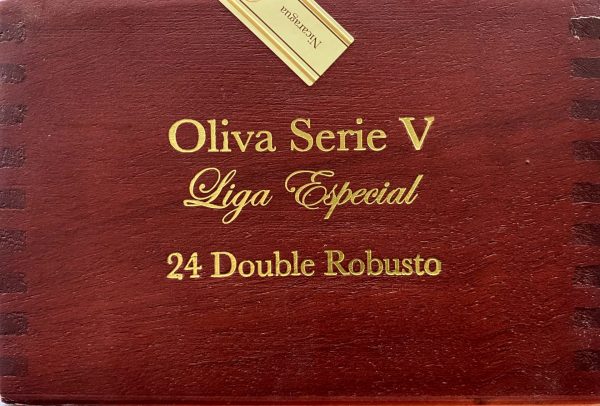 Nicaragua
Oliva Serie V
Liga Especial
24 Double Robusto